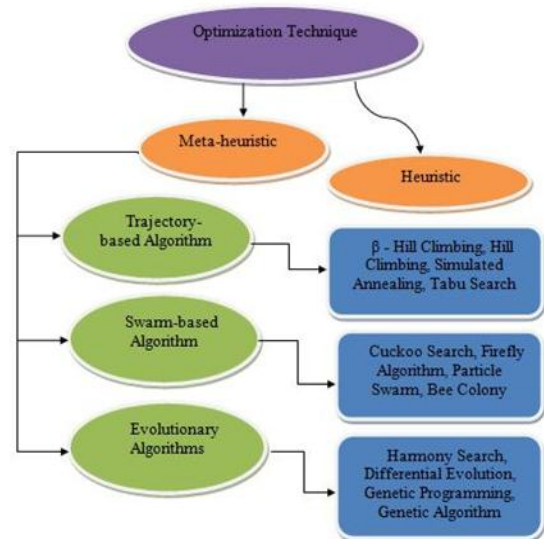 Optimization Technique
Meta-heuristic
Heuristic
Trajectory-
based Algorithm
β - Hill Climbing, Hill
Climbing, Simulated
Annealing, Tabu Search
Swarm-based
Algorithm
Cuckoo Search, Firefly
Algorithm, Particle
Swarm, Bee Colony
Evolutionary
Algorithms
Harmony Search,
Differential Evolution,
Genetic Programming,
Genetic Algorithm